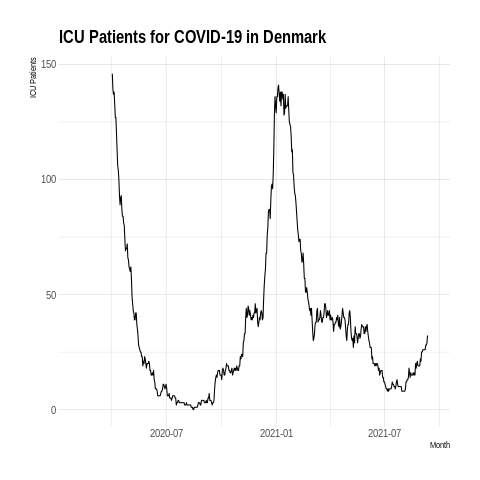 ICU Patients for COVID-19 in Denmark
ICU Patients
150
100
50
0
2020-07
2021-01
2021-07
Month